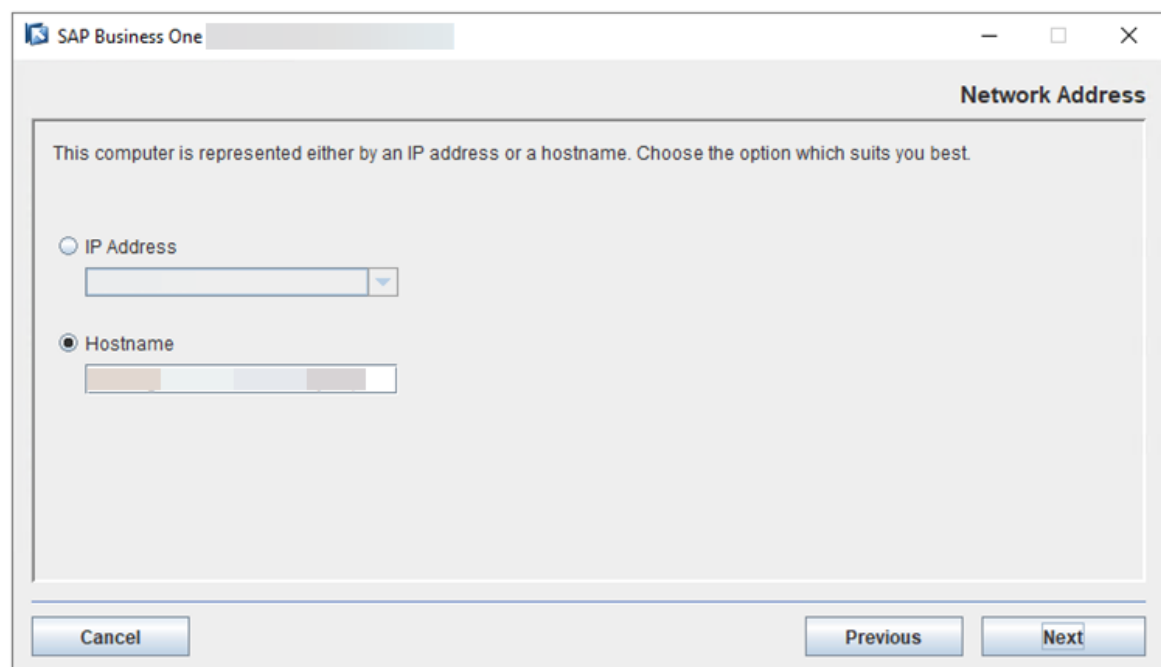 SAP Business One
Network Address
This computer is represented either by an IP address or a hostname. Choose the option which suits you best.
IP Address
Hostname
Cancel
Previous
Next